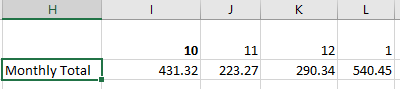 H I J K L
10 11 12 1
Monthly Total 431.32 223.27 290.34 540.45